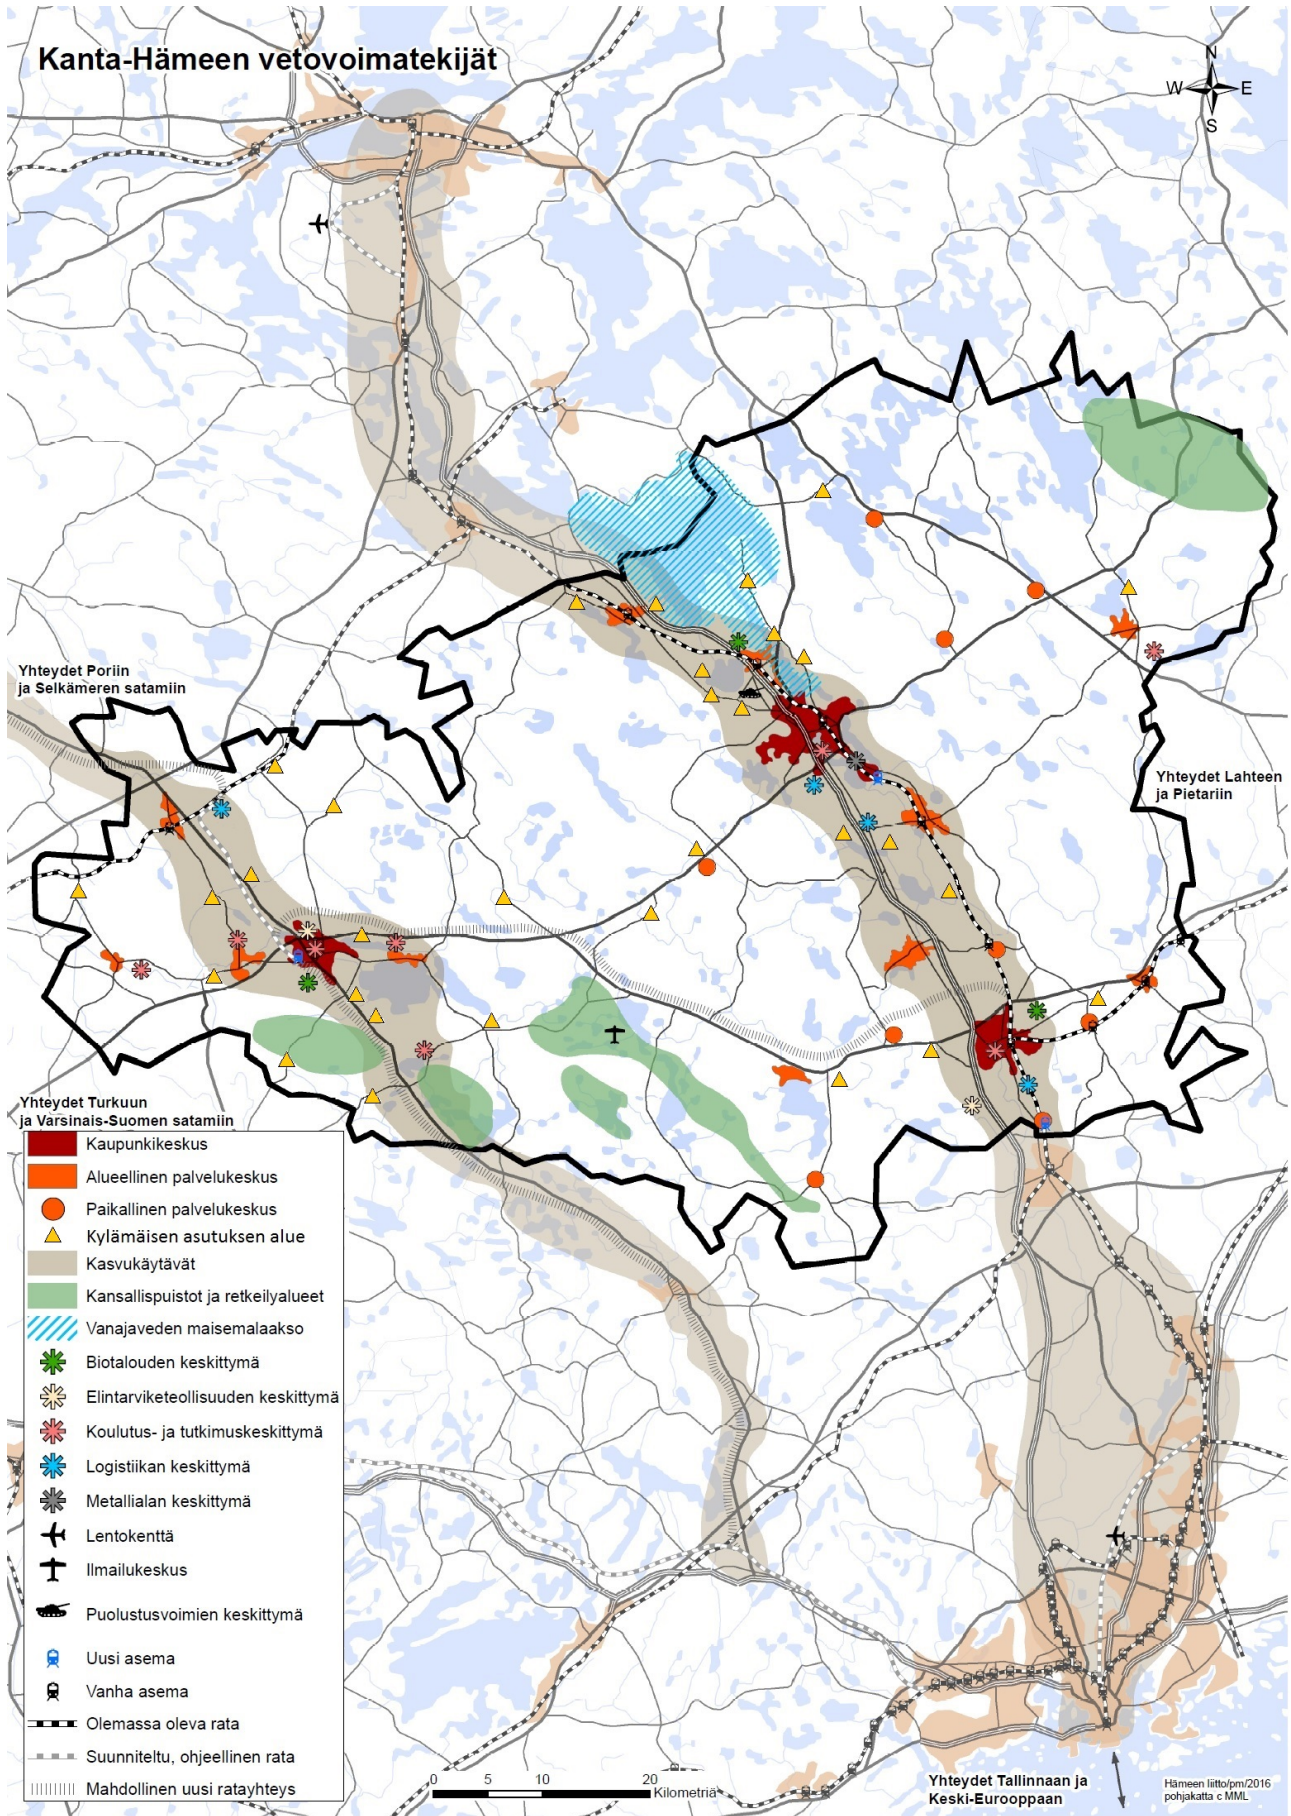 Kanta-Hämeen vetovoimatekijät
N
W
E
S
Yhteydet Poriin
ja Selkämeren satamiin
Yhteydet Lahteen
ja Pietariin
Yhteydet Turkuun
ja Varsinais-Suomen satamiin
Kaupunkikeskus
Alueellinen palvelukeskus
Paikallinen palvelukeskus
Kylämäisen asutuksen alue
Kasvukäytävät
Kansallispuistot ja retkeilyalueet
Vanajaveden maisemalaakso
Biotalouden keskittymä
Elintarviketeollisuuden keskittymä
Koulutus- ja tutkimuskeskittymä
Logistiikan keskittymä
Metallialan keskittymä
Lentokenttä
Ilmailukeskus
Puolustusvoimien keskittymä
Uusi asema
Vanha asema
Olemassa oleva rata
Suunniteltu, ohjeellinen rata
Mahdollinen uusi ratayhteys
0 5 10 20
Kilometriä
Yhteydet Tallinnaan ja
Keski-Eurooppaan
Hämeen liitto/pm/2016
pohjakatta c MML